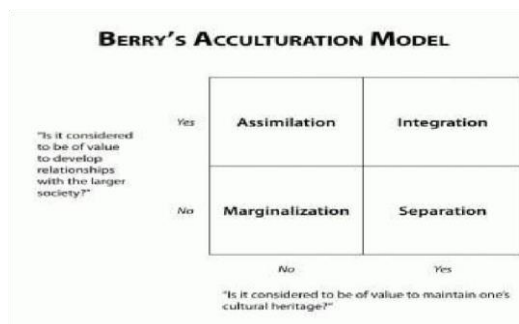 BERRY'S ACCULTURATION MODEL
"Is it considered
to be of value
to develop
relationships
with the larger
society?"
Yes
Assimilation
Integration
No
Marginalization
Separation
No
Yes
"Is it considered to be of value to maintain one's
cultural heritage?"